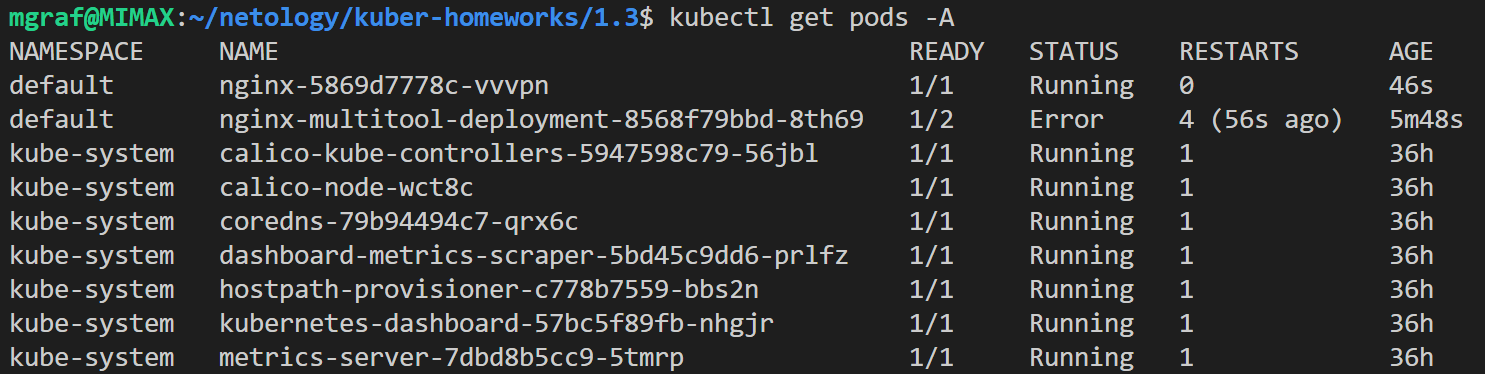 mgraf@MIMAX:~/netology/kuber-homeworks/1.3$ kubectl get pods -A
NAMESPACE NAME READY STATUS RESTARTS AGE
default nginx-5869d7778c-vvvpn 1/1 Running 0 46s
default nginx-multitool-deployment-8568f79bbd-8th69 1/2 Error 4 (56s ago) 5m48s
kube-system calico-kube-controllers-5947598c79-56jbl 1/1 Running 1 36h
kube-system calico-node-wct8c 1/1 Running 1 36h
kube-system coredns-79b94494c7-qrx6c 1/1 Running 1 36h
kube-system dashboard-metrics-scraper-5bd45c9dd6-prlfz 1/1 Running 1 36h
kube-system hostpath-provisioner-c778b7559-bbs2n 1/1 Running 1 36h
kube-system kubernetes-dashboard-57bc5f89fb-nhgjr 1/1 Running 1 36h
kube-system metrics-server-7dbd8b5cc9-5tmrp 1/1 Running 1 36h